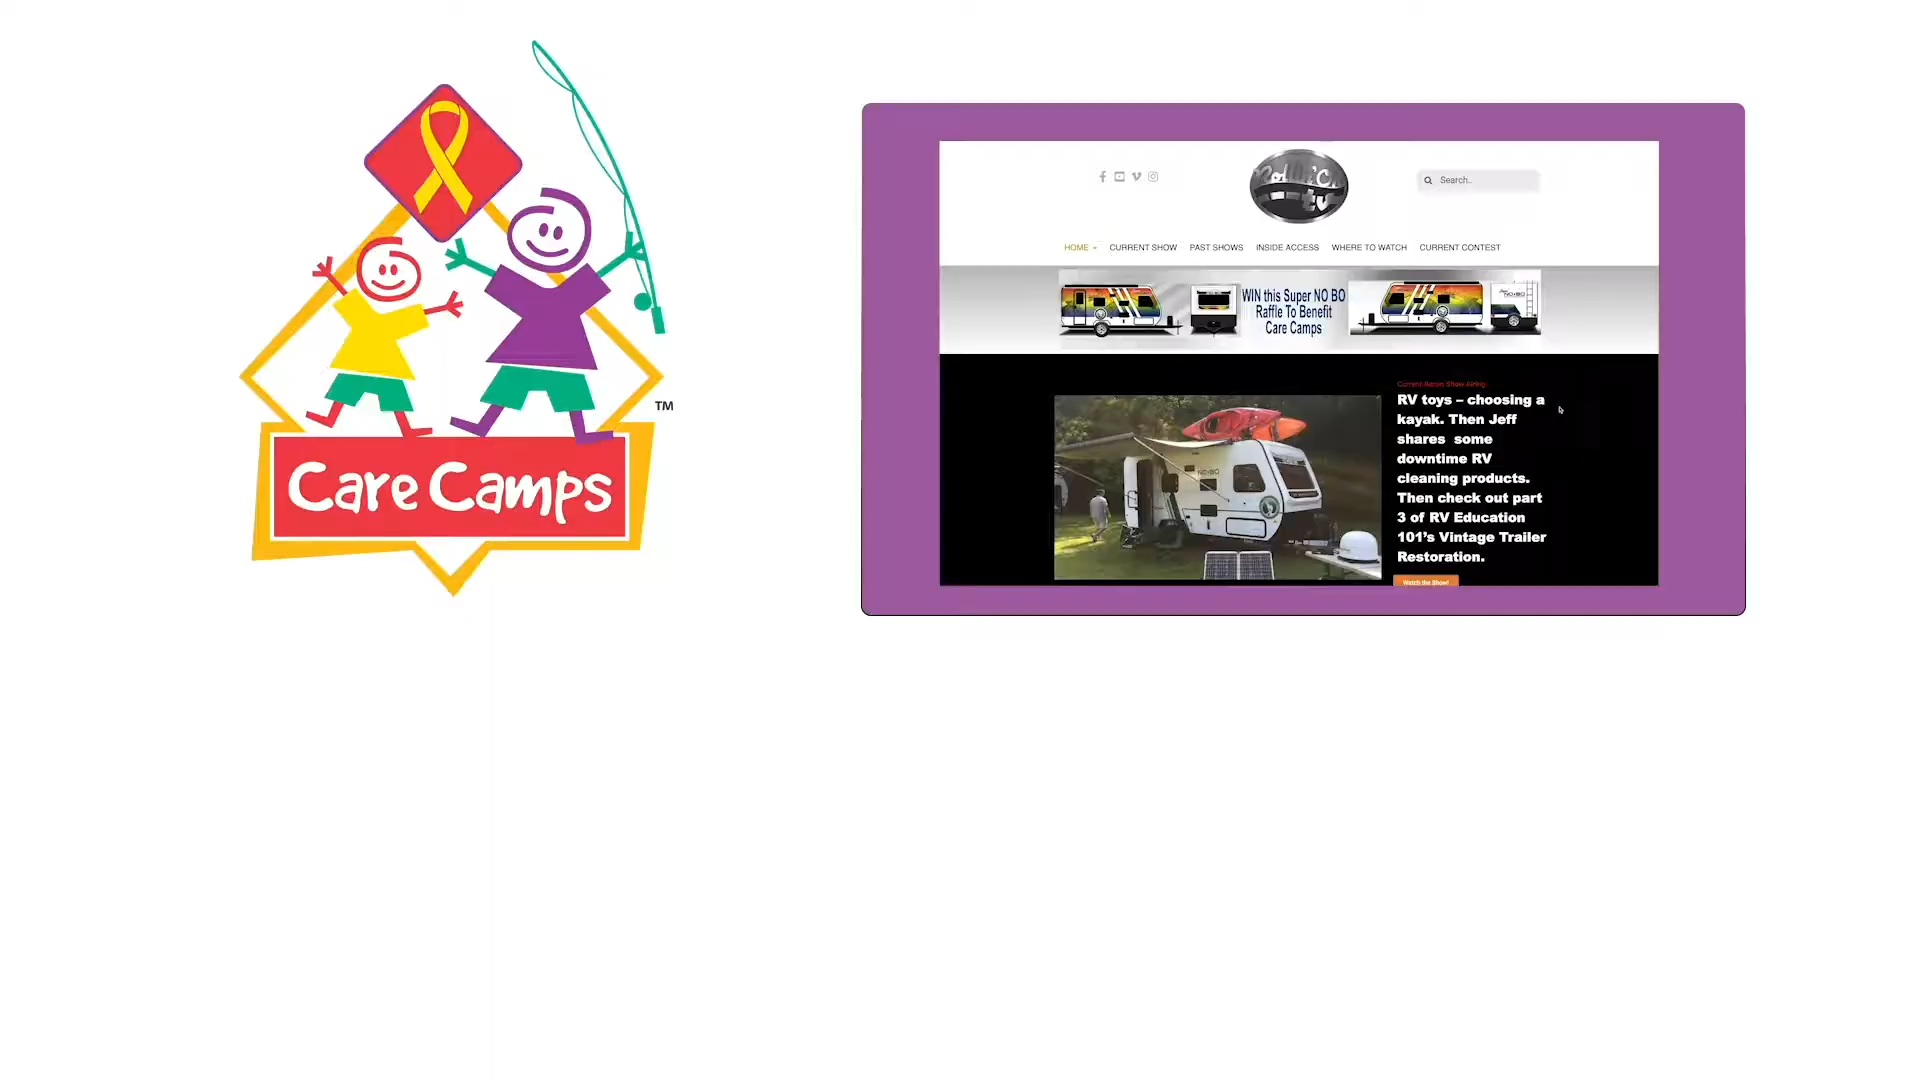 Care Camps
TM
Search..
HOME
CURRENT SHOW
PAST SHOWS
INSIDE ACCESS
WHERE TO WATCH
CURRENT CONTEST
WIN this Super NO BO
Raffle To Benefit
Care Camps
RV toys – choosing a
kayak. Then Jeff
shares some
downtime RV
cleaning products.
Then check out part
3 of RV Education
101's Vintage Trailer
Restoration.
Watch the Show!